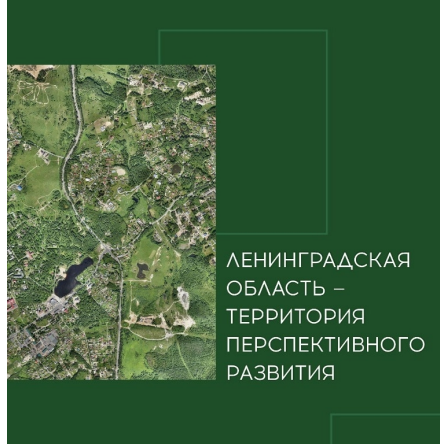 ЛЕНИНГРАДСКАЯ
ОБЛАСТЬ –
ТЕРРИТОРИЯ
ПЕРСПЕКТИВНОГО
РАЗВИТИЯ